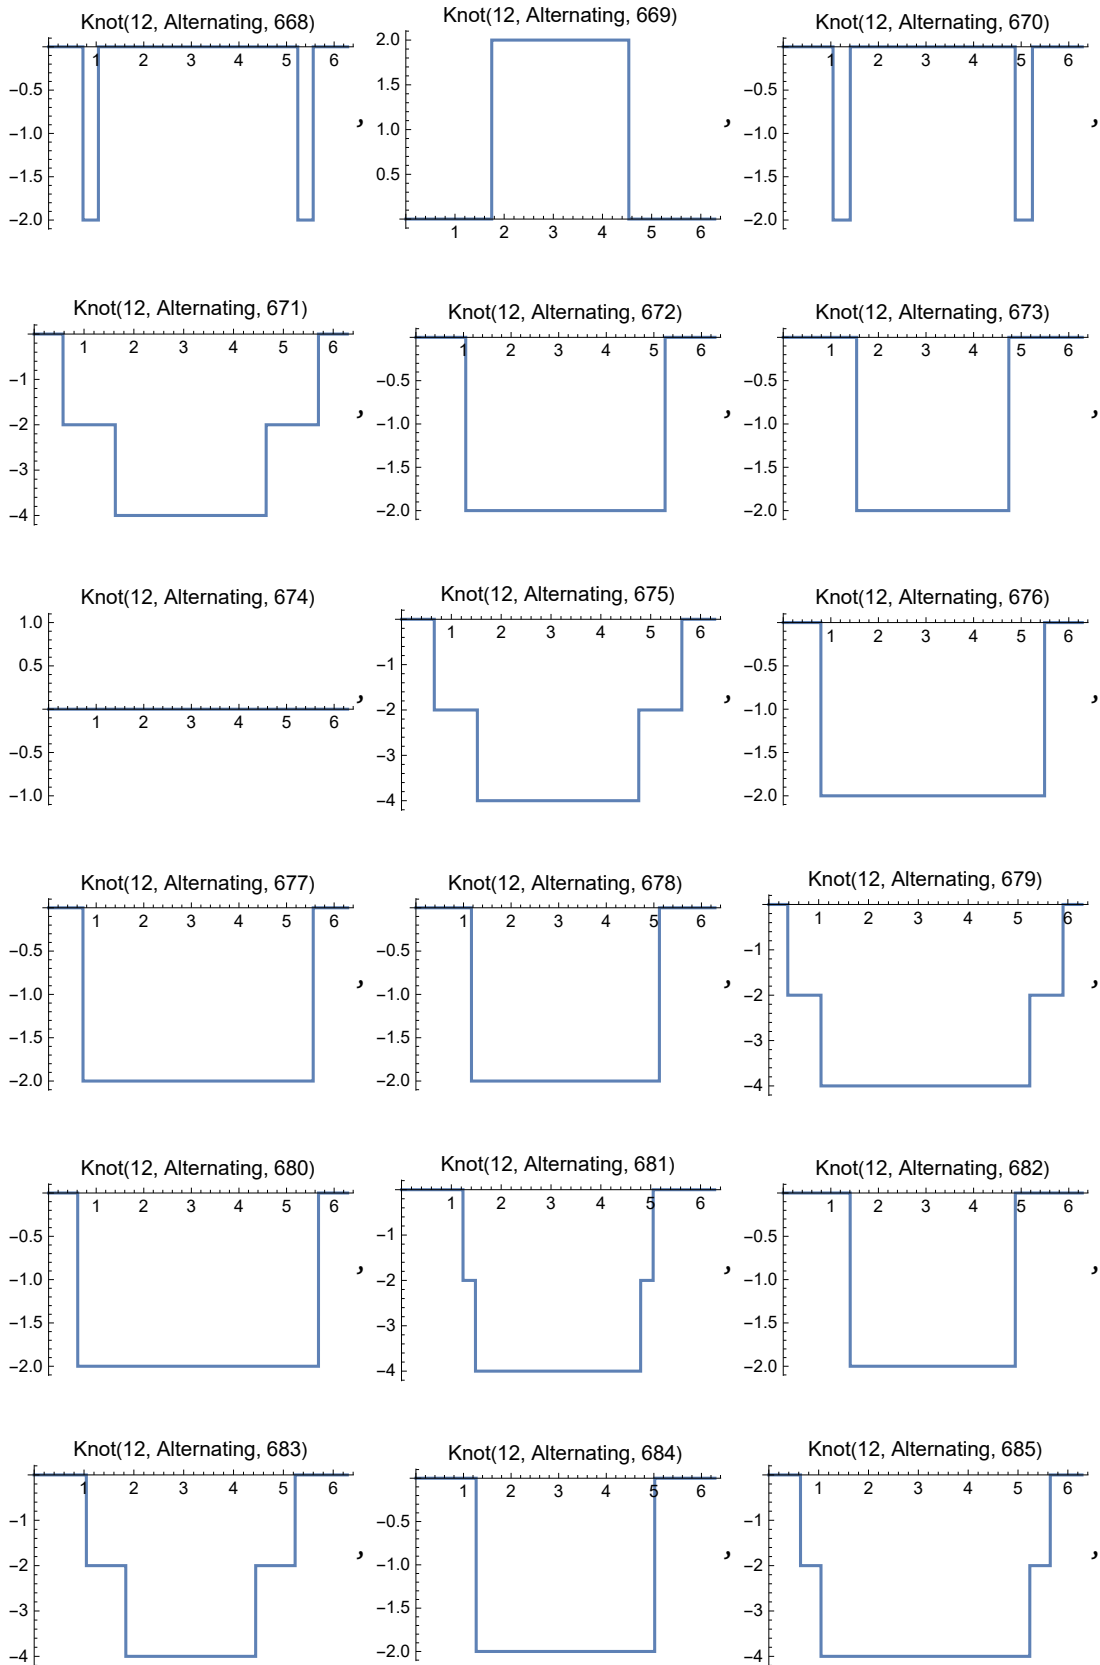 Knot(12, Alternating, 668)
1 2 3 4 5 6
−0.5
−1.0
−1.5
−2.0
,
Knot(12, Alternating, 669)
2.0
1.5
1.0
0.5
1 2 3 4 5 6
,
Knot(12, Alternating, 670)
1 2 3 4 5 6
−0.5
−1.0
−1.5
−2.0
,
Knot(12, Alternating, 671)
1 2 3 4 5 6
−1
−2
−3
−4
,
Knot(12, Alternating, 672)
1 2 3 4 5 6
−0.5
−1.0
−1.5
−2.0
,
Knot(12, Alternating, 673)
1 2 3 4 5 6
−0.5
−1.0
−1.5
−2.0
,
Knot(12, Alternating, 674)
1.0
0.5
1 2 3 4 5 6
−0.5
−1.0
,
Knot(12, Alternating, 675)
1 2 3 4 5 6
−1
−2
−3
−4
,
Knot(12, Alternating, 676)
1 2 3 4 5 6
−0.5
−1.0
−1.5
−2.0
,
Knot(12, Alternating, 677)
1 2 3 4 5 6
−0.5
−1.0
−1.5
−2.0
,
Knot(12, Alternating, 678)
1 2 3 4 5 6
−0.5
−1.0
−1.5
−2.0
,
Knot(12, Alternating, 679)
1 2 3 4 5 6
−1
−2
−3
−4
,
Knot(12, Alternating, 680)
1 2 3 4 5 6
−0.5
−1.0
−1.5
−2.0
,
Knot(12, Alternating, 681)
1 2 3 4 5 6
−1
−2
−3
−4
,
Knot(12, Alternating, 682)
1 2 3 4 5 6
−0.5
−1.0
−1.5
−2.0
,
Knot(12, Alternating, 683)
1 2 3 4 5 6
−1
−2
−3
−4
,
Knot(12, Alternating, 684)
1 2 3 4 5 6
−0.5
−1.0
−1.5
−2.0
,
Knot(12, Alternating, 685)
1 2 3 4 5 6
−1
−2
−3
−4
,